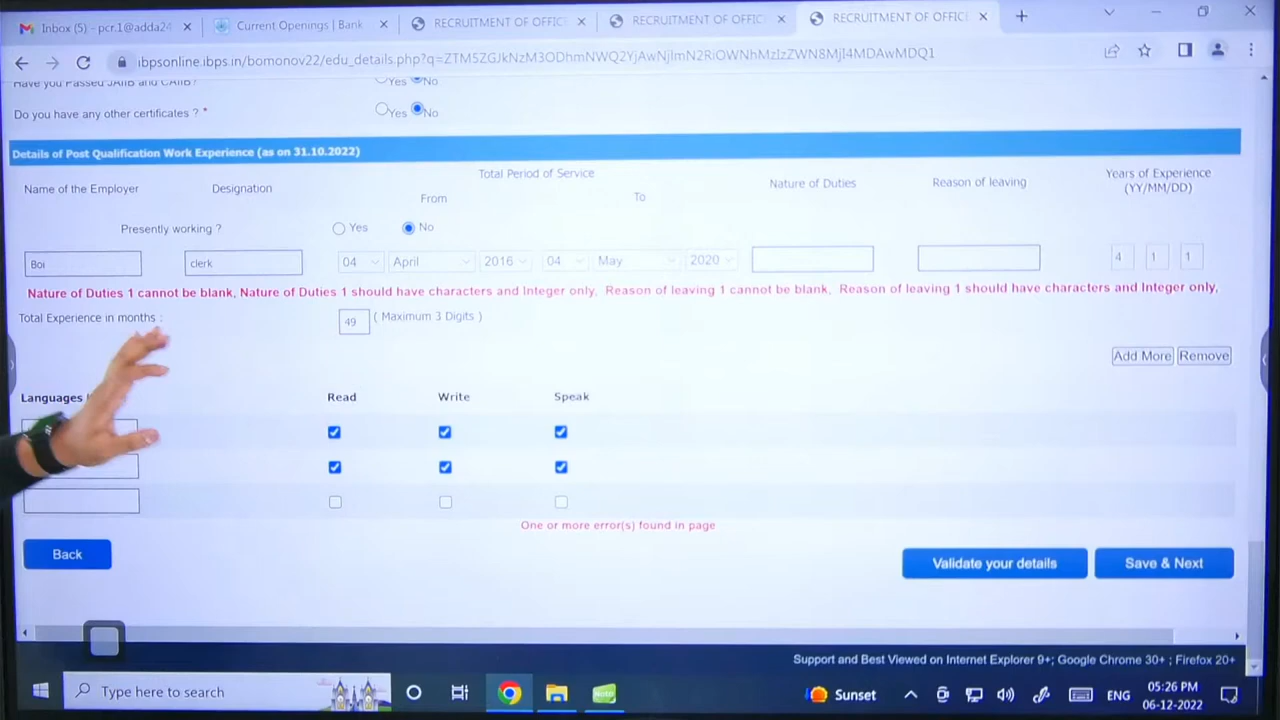 Inbox (5) - pcr.1@adda24
Current Openings | Bank
RECRUITMENT OF OFFIC
RECRUITMENT OF OFFIC
RECRUITMENT OF OFFIC
Have you Passed JAIIB and CAIIB?
Yes No
Do you have any other certificates ? *
Yes No
Details of Post Qualification Work Experience (as on 31.10.2022)
Name of the Employer Designation Total Period of Service Nature of Duties Reason of leaving Years of Experience
From To (YY/MM/DD)
Presently working ? Yes No
Boi clerk 04 April 2016 04 May 2020 4 1 1
Nature of Duties 1 cannot be blank, Nature of Duties 1 should have characters and Integer only, Reason of leaving 1 cannot be blank, Reason of leaving 1 should have characters and Integer only,
Total Experience in months : 49 ( Maximum 3 Digits )
Add More Remove
Languages Read Write Speak
One or more error(s) found in page
Back Validate your details Save & Next
Support and Best Viewed on Internet Explorer 9+; Google Chrome 30+ ; Firefox 20+
Type here to search
Sunset
ENG
05:26 PM
06-12-2022